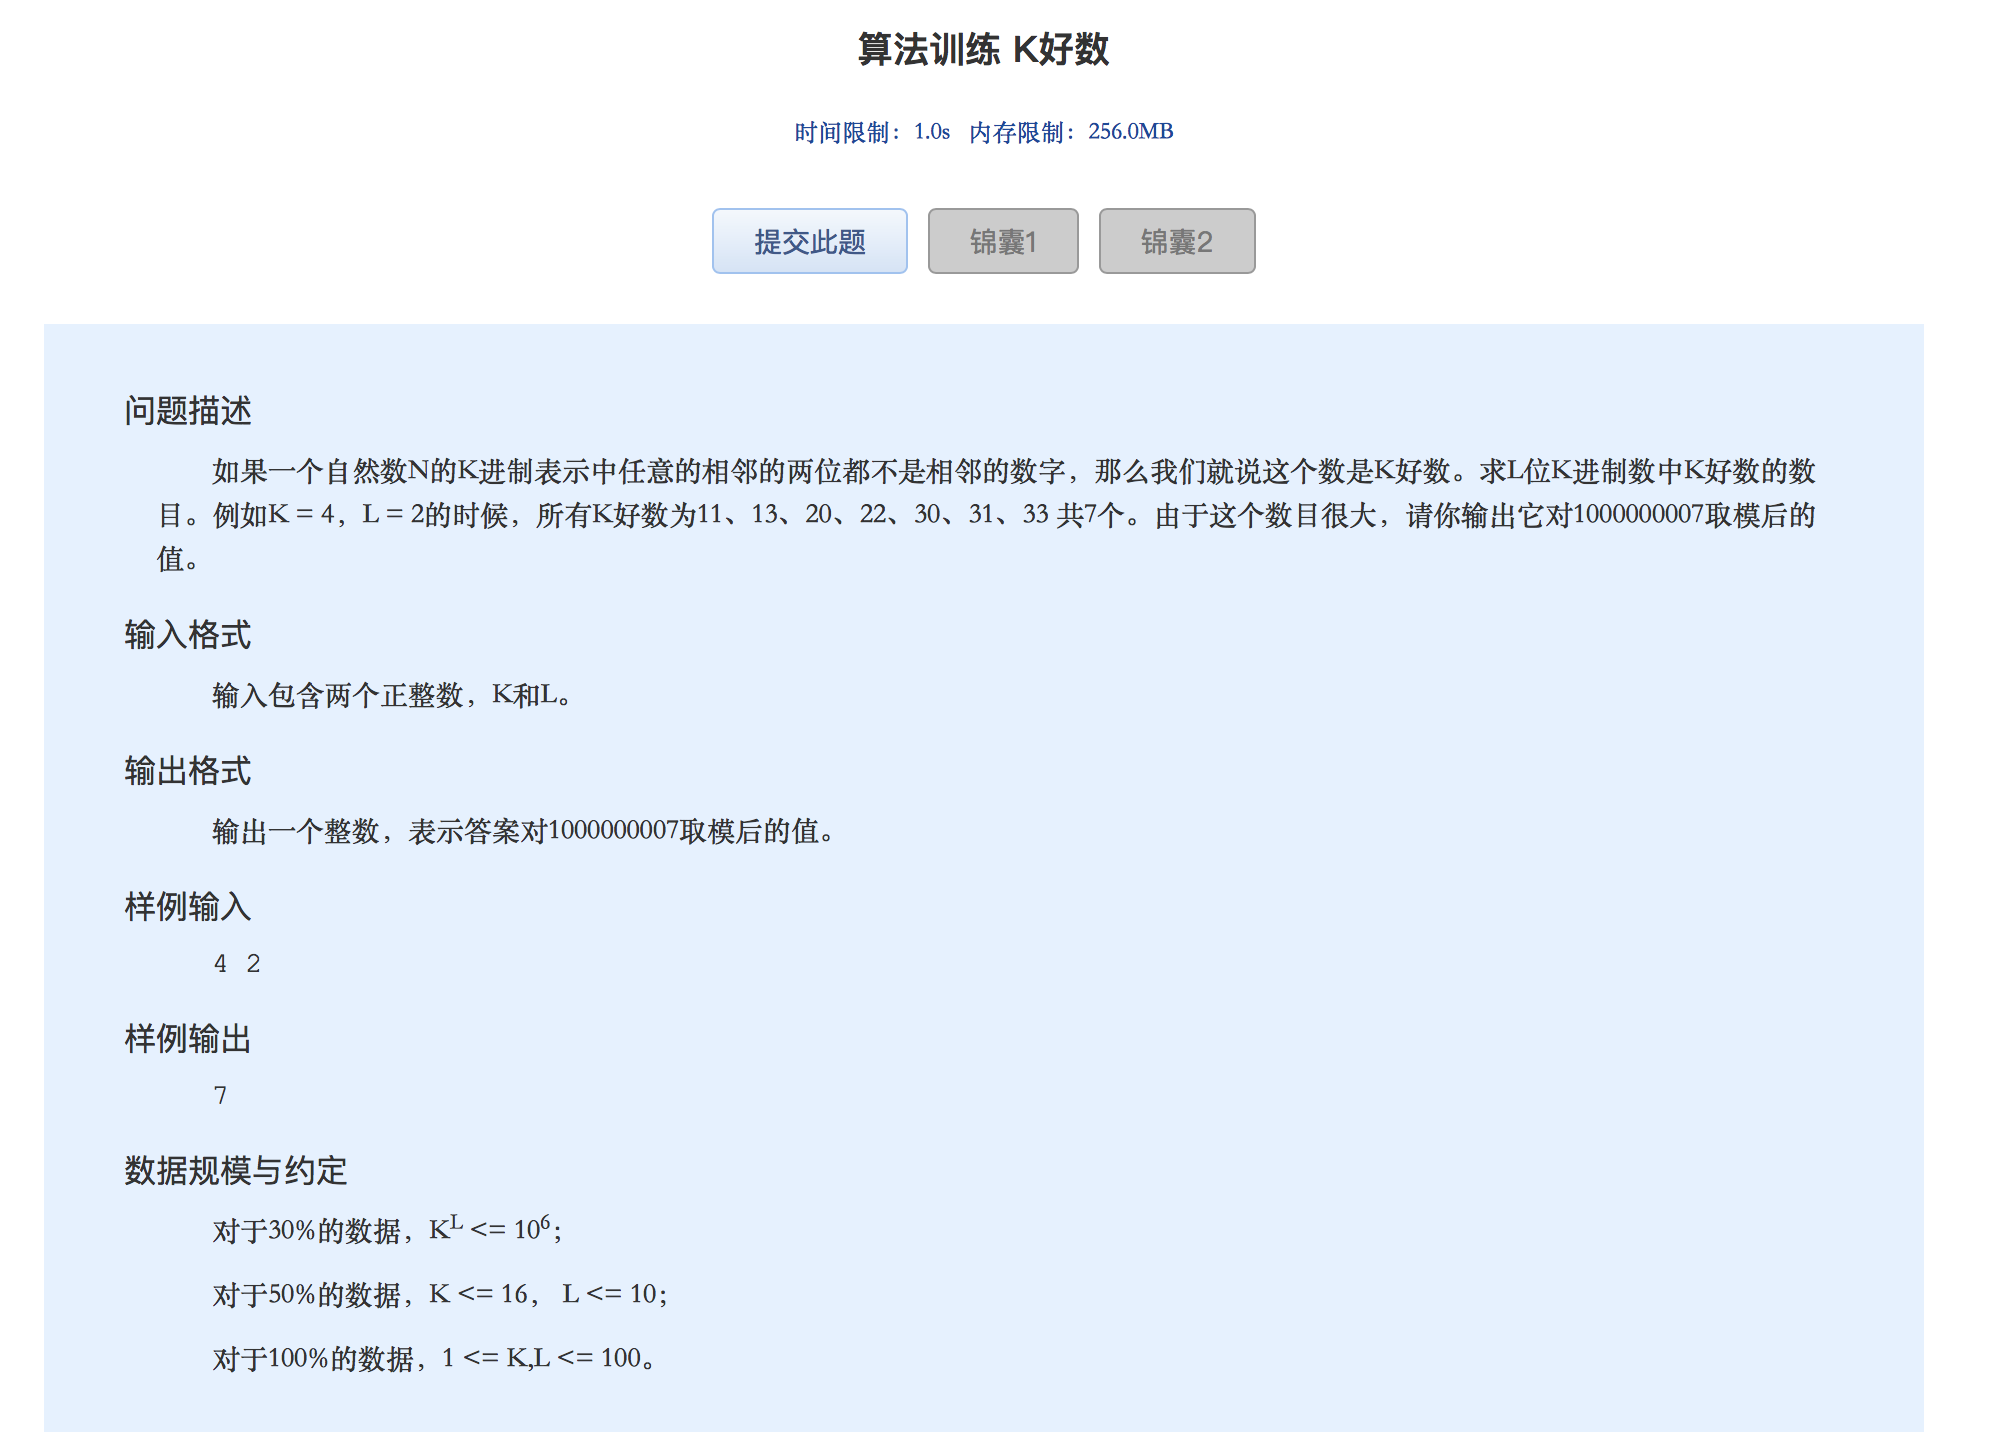 算法训练 K好数
时间限制：1.0s 内存限制：256.0MB
提交此题 锦囊1 锦囊2
问题描述
如果一个自然数N的K进制表示中任意的相邻的两位都不是相邻的数字，那么我们就说这个数是K好数。求L位K进制数中K好数的数
目。例如K = 4，L = 2的时候，所有K好数为11、13、20、22、30、31、33 共7个。由于这个数目很大，请你输出它对1000000007取模后的
值。
输入格式
输入包含两个正整数，K和L。
输出格式
输出一个整数，表示答案对1000000007取模后的值。
样例输入
4 2
样例输出
7
数据规模与约定
对于30%的数据，K^L <= 10^6；
对于50%的数据，K <= 16， L <= 10；
对于100%的数据，1 <= K,L <= 100。